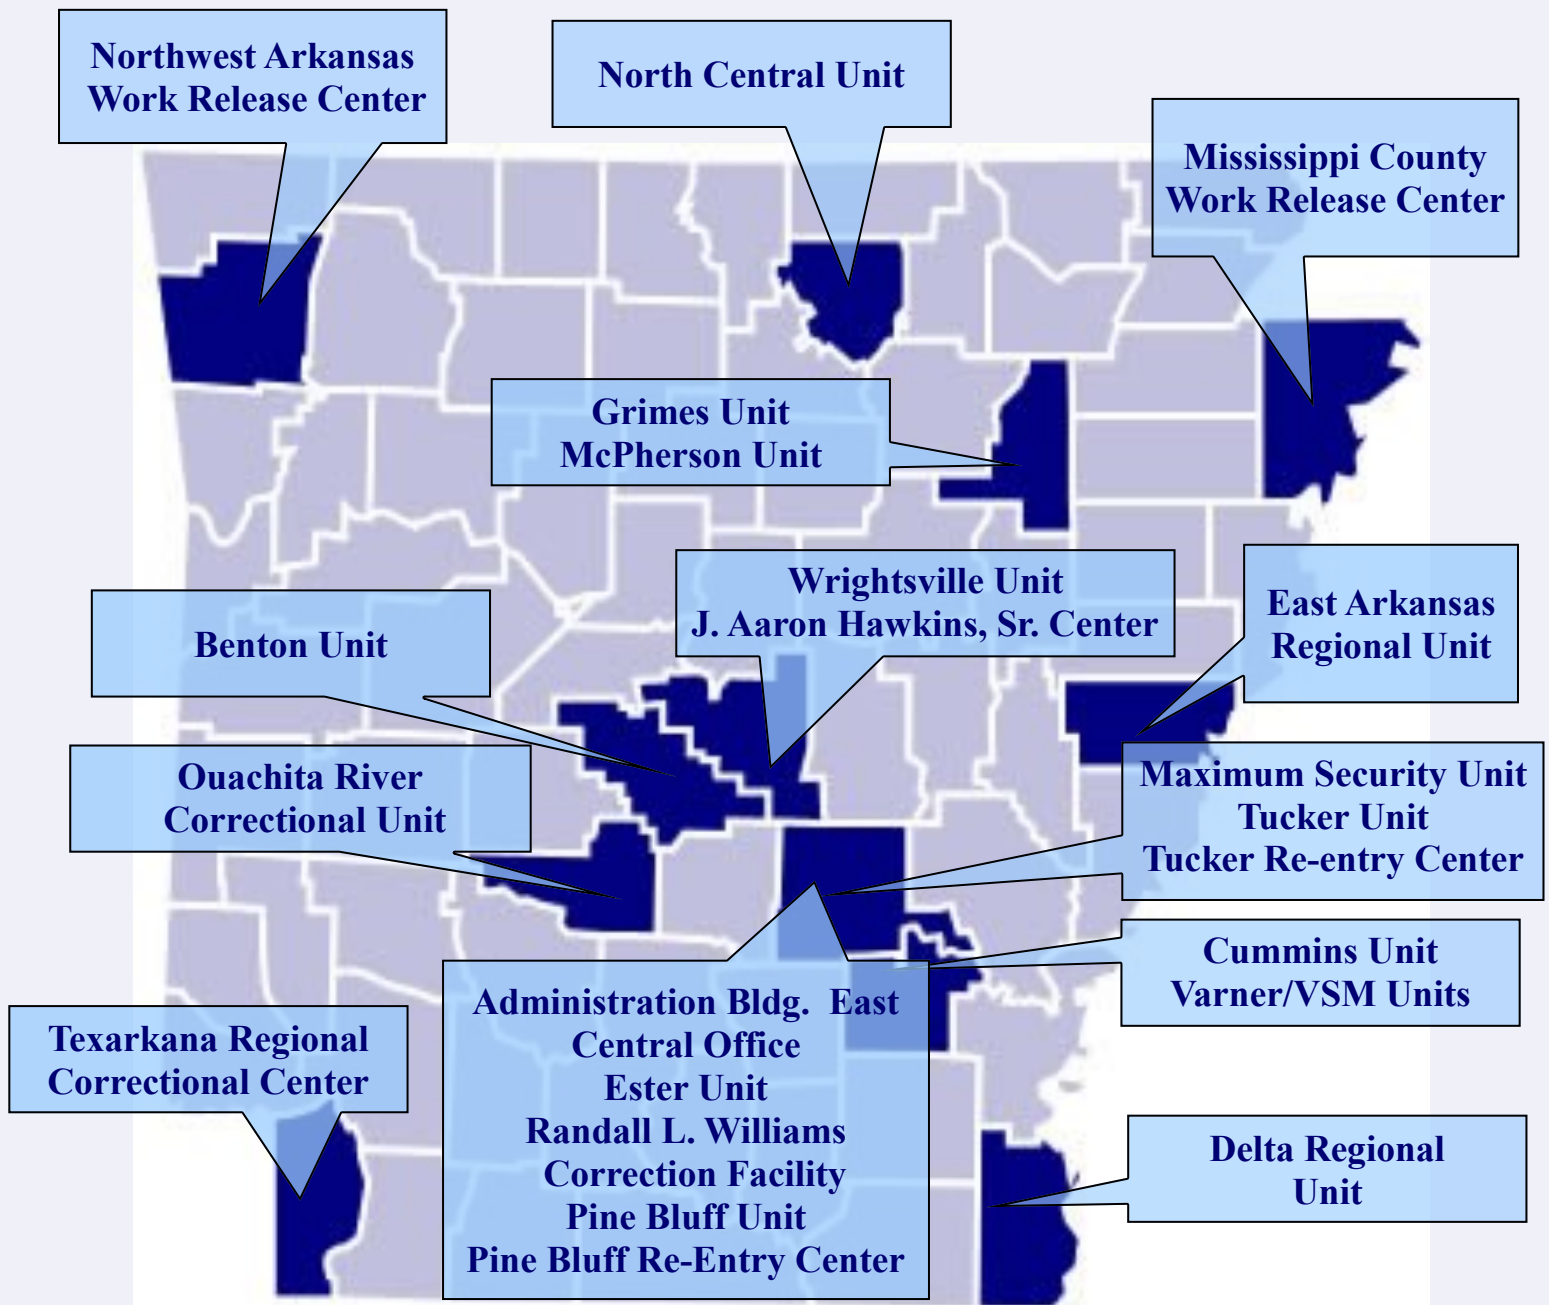 Northwest Arkansas
Work Release Center
North Central Unit
Mississippi County
Work Release Center
Grimes Unit
McPherson Unit
Wrightsville Unit
J. Aaron Hawkins, Sr. Center
East Arkansas
Regional Unit
Benton Unit
Ouachita River
Correctional Unit
Maximum Security Unit
Tucker Unit
Tucker Re-entry Center
Cummins Unit
Varner/VSM Units
Administration Bldg. East
Central Office
Ester Unit
Randall L. Williams
Correction Facility
Pine Bluff Unit
Pine Bluff Re-Entry Center
Texarkana Regional
Correctional Center
Delta Regional
Unit